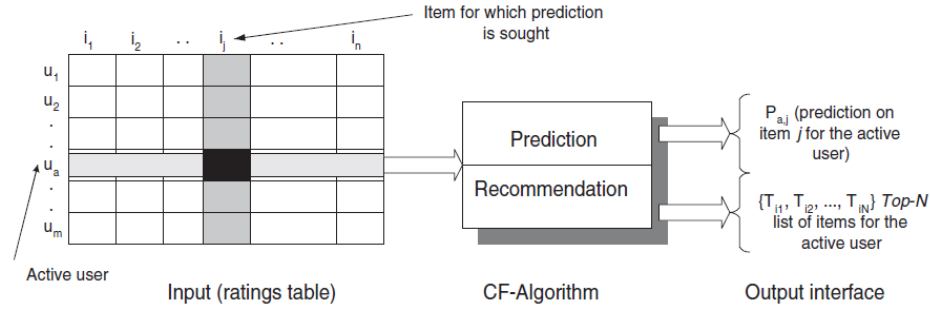 Item for which prediction
is sought
i1 i2 . . ij . . in
u1
u2
.
.
ua
.
.
um
Active user
Input (ratings table)
Prediction
Recommendation
CF-Algorithm
Pa,j (prediction on
item j for the active
user)
{Ti1, Ti2, ..., TiN} Top-N
list of items for the
active user
Output interface